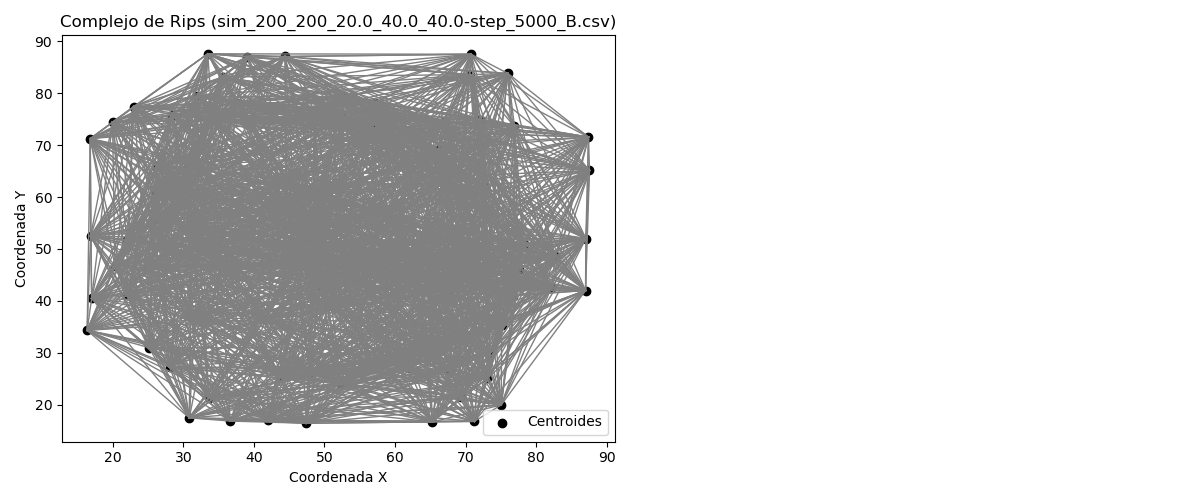 Complejo de Rips (sim_200_200_20.0_40.0_40.0-step_5000_B.csv)
90
80
70
60
50
40
30
20
Coordenada Y
Centroides
20 30 40 50 60 70 80 90
Coordenada X